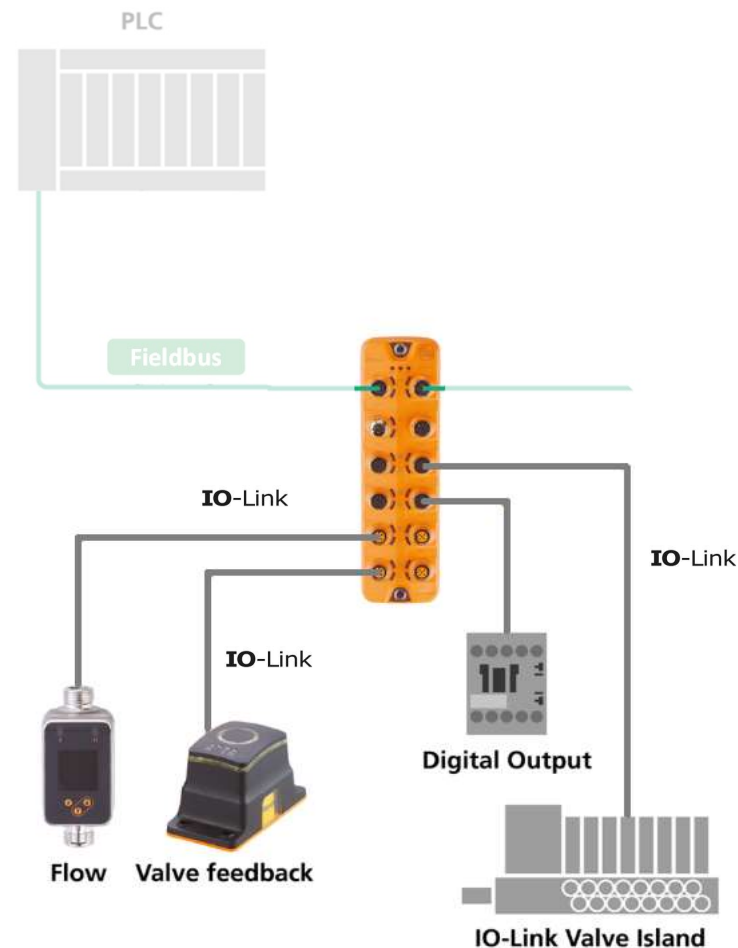 PLC
Fieldbus
IO-Link
IO-Link
IO-Link
Digital Output
Flow
Valve feedback
IO-Link Valve Island